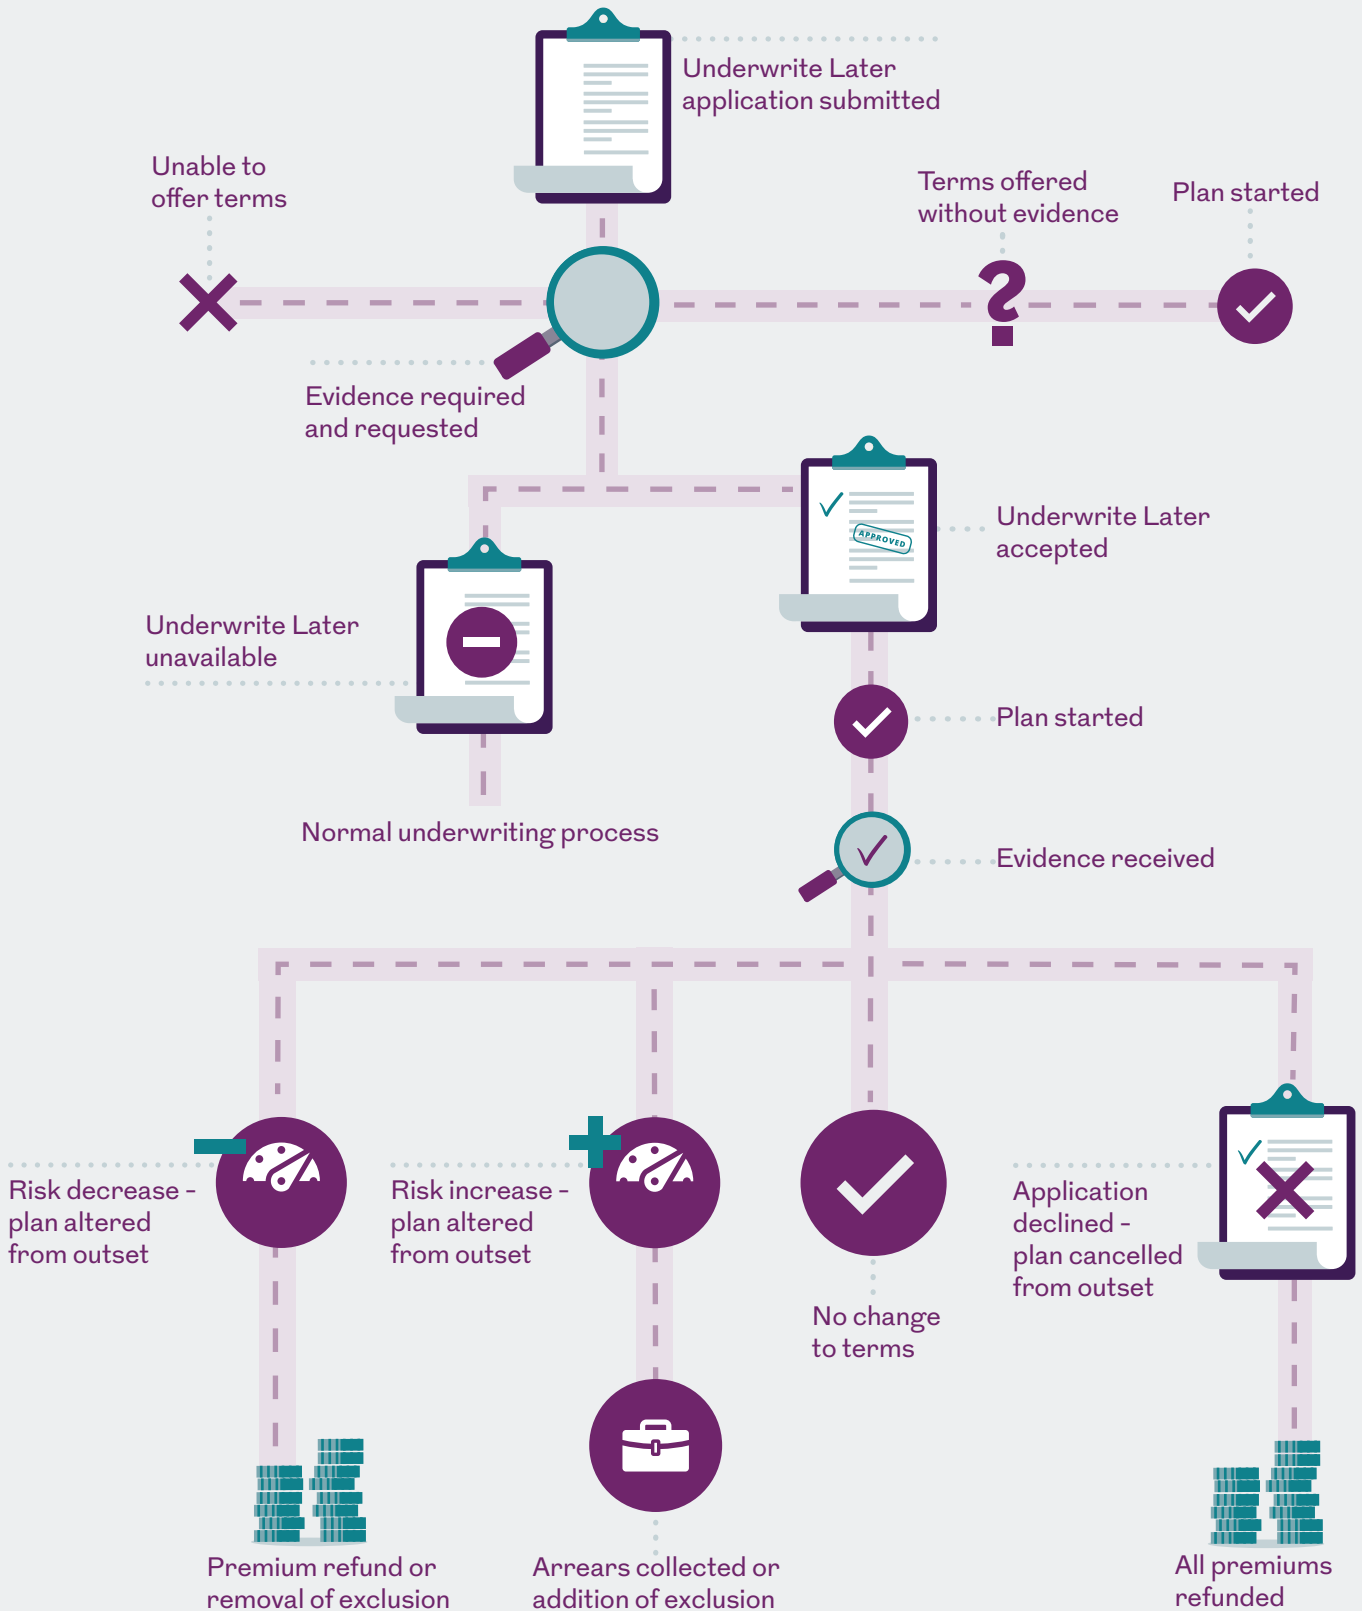 Underwrite Later
application submitted
Unable to
offer terms
Terms offered
without evidence
Plan started
Evidence required
and requested
APPROVED
Underwrite Later
accepted
Underwrite Later
unavailable
Plan started
Normal underwriting process
Evidence received
Risk decrease -
plan altered
from outset
Risk increase -
plan altered
from outset
No change
to terms
Application
declined -
plan cancelled
from outset
Premium refund or
removal of exclusion
Arrears collected or
addition of exclusion
All premiums
refunded